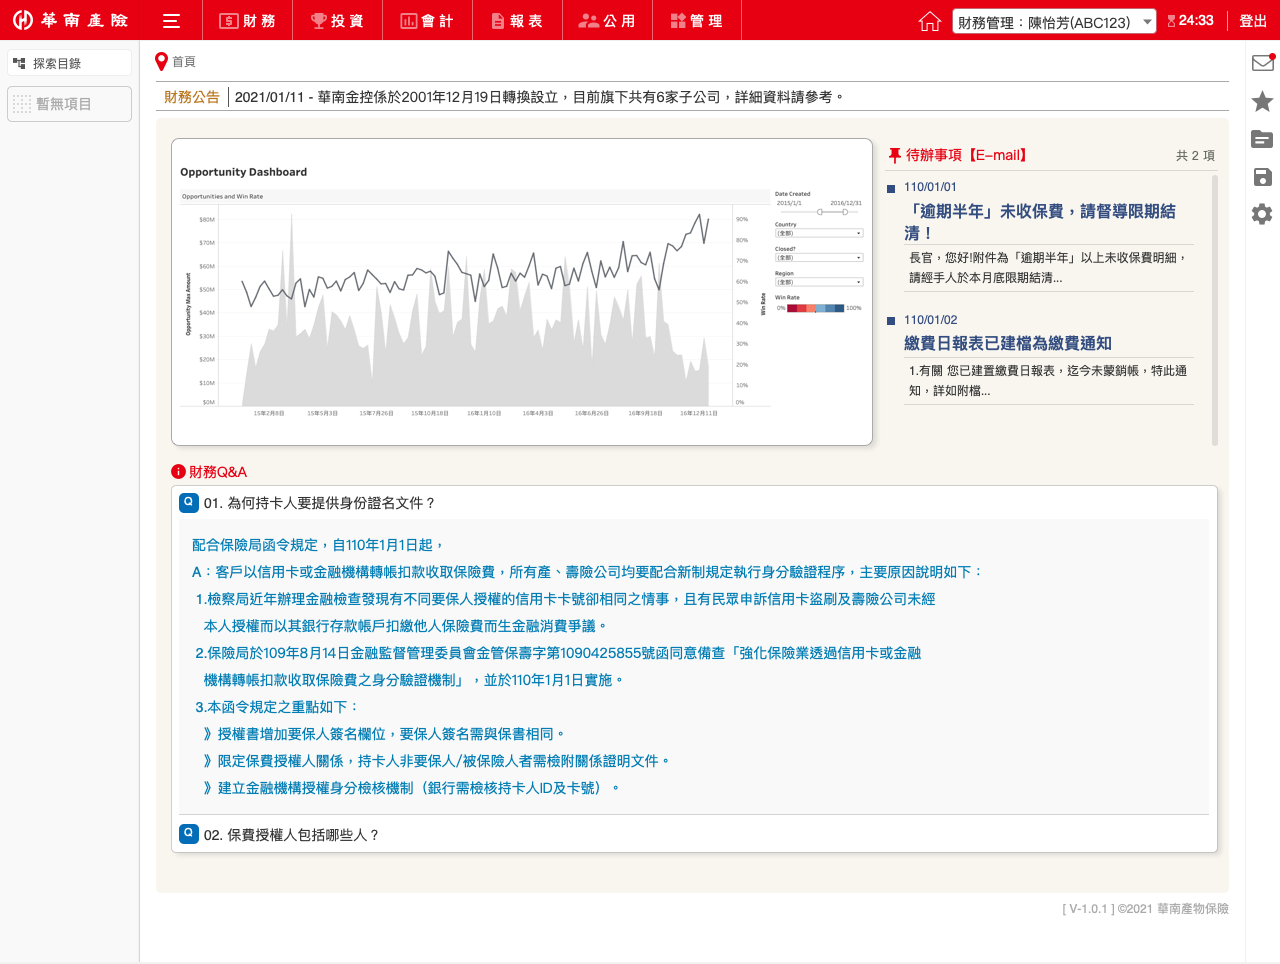 華南產險
財務
投資
會計
報表
公用
管理
財務管理：陳怡芳(ABC123)
24:33
登出
探索目錄
暫無項目
首頁
財務公告
2021/01/11 - 華南金控係於2001年12月19日轉換設立，目前旗下共有6家子公司，詳細資料請參考。
Opportunity Dashboard
Opportunities and Win Rate
Opportunity Max Amount
$80M
$70M
$60M
$50M
$40M
$30M
$20M
$10M
$0M
90%
80%
70%
60%
50%
40%
30%
20%
10%
0%
Win Rate
15年2月8日
15年5月3日
15年7月26日
15年10月18日
16年1月10日
16年4月3日
16年6月26日
16年9月18日
16年12月11日
Date Created
2015/1/1
2016/12/31
Country
(全部)
Closed?
(全部)
Region
(全部)
Win Rate
0%
100%
待辦事項【E-mail】
共 2 項
110/01/01
「逾期半年」未收保費，請督導限期結
清！
長官，您好!附件為「逾期半年」以上未收保費明細，
請經手人於本月底限期結清...
110/01/02
繳費日報表已建檔為繳費通知
1.有關 您已建置繳費日報表，迄今未蒙銷帳，特此通
知，詳如附檔...
財務Q&A
Q
01. 為何持卡人要提供身份證名文件？
配合保險局函令規定，自110年1月1日起，
A：客戶以信用卡或金融機構轉帳扣款收取保險費，所有產、壽險公司均要配合新制規定執行身分驗證程序，主要原因說明如下：
1.檢察局近年辦理金融檢查發現有不同要保人授權的信用卡卡號卻相同之情事，且有民眾申訴信用卡盜刷及壽險公司未經
本人授權而以其銀行存款帳戶扣繳他人保險費而生金融消費爭議。
2.保險局於109年8月14日金融監督管理委員會金管保壽字第1090425855號函同意備查「強化保險業透過信用卡或金融
機構轉帳扣款收取保險費之身分驗證機制」，並於110年1月1日實施。
3.本函令規定之重點如下：
》授權書增加要保人簽名欄位，要保人簽名需與保書相同。
》限定保費授權人關係，持卡人非要保人/被保險人者需檢附關係證明文件。
》建立金融機構授權身分檢核機制（銀行需檢核持卡人ID及卡號）。
Q
02. 保費授權人包括哪些人？
[ V-1.0.1 ] ©2021 華南產物保險